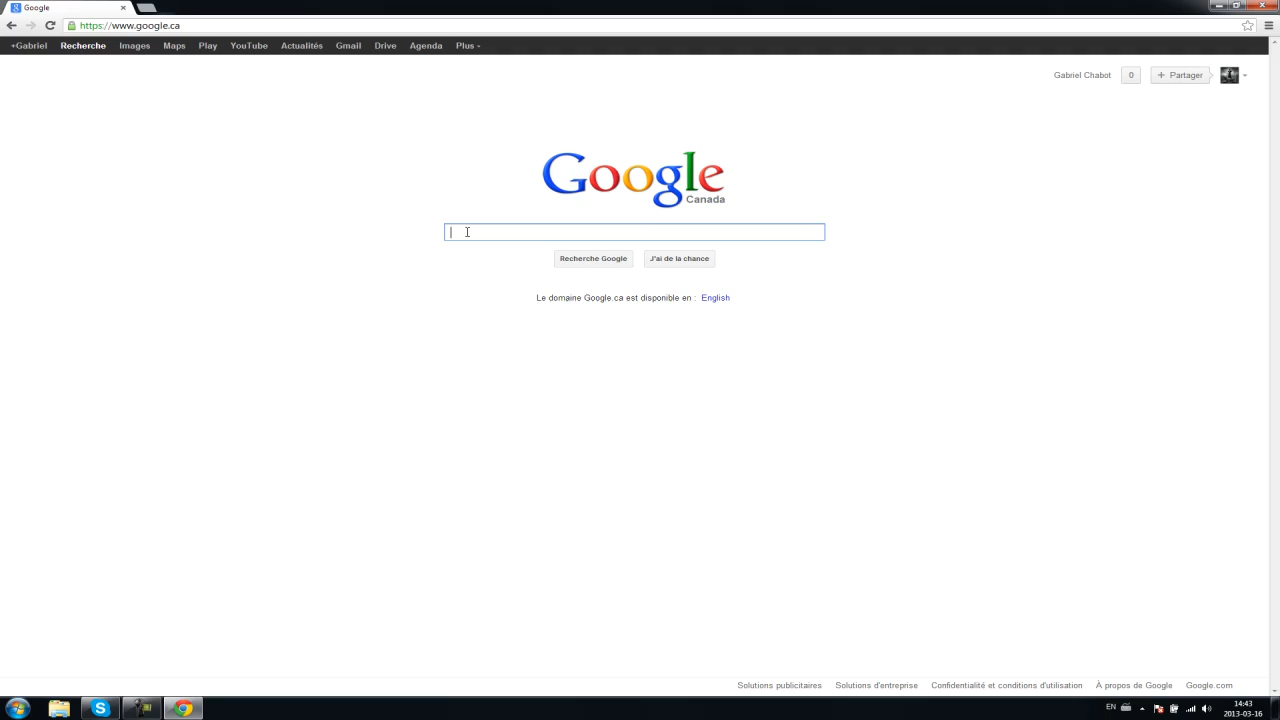 Google
https://www.google.ca
+Gabriel Recherche Images Maps Play YouTube Actualités Gmail Drive Agenda Plus
Gabriel Chabot 0 + Partager
Google
Canada
Recherche Google J'ai de la chance
Le domaine Google.ca est disponible en : English
Solutions publicitaires Solutions d'entreprise Confidentialité et conditions d'utilisation À propos de Google Google.com
EN 14:43
2013-03-16